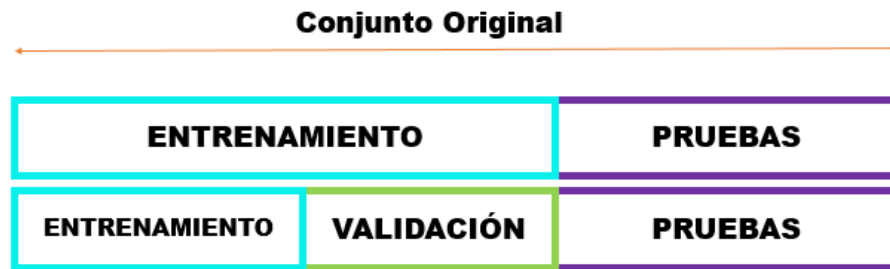 Conjunto Original
ENTRENAMIENTO PRUEBAS
ENTRENAMIENTO VALIDACIÓN PRUEBAS